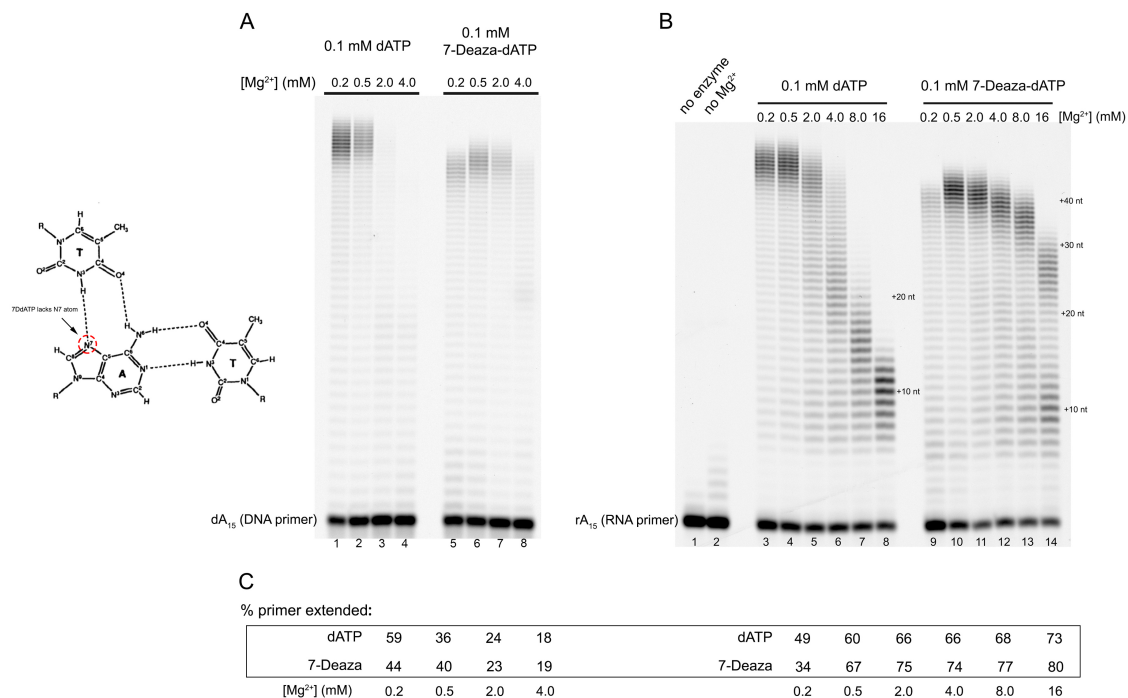 A
B
0.1 mM dATP
0.1 mM
7-Deaza-dATP
[Mg²⁺] (mM)
0.2 0.5 2.0 4.0
0.2 0.5 2.0 4.0
no enzyme
no Mg²⁺
0.1 mM dATP
0.1 mM 7-Deaza-dATP
0.2 0.5 2.0 4.0 8.0 16
0.2 0.5 2.0 4.0 8.0 16
[Mg²⁺] (mM)
+40 nt
+30 nt
+20 nt
+20 nt
+10 nt
+10 nt
T
7DdATP lacks N7 atom
A
T
dA₁₅ (DNA primer)
1 2 3 4 5 6 7 8
rA₁₅ (RNA primer)
1 2 3 4 5 6 7 8 9 10 11 12 13 14
C
% primer extended:
dATP 59 36 24 18 dATP 49 60 66 66 68 73
7-Deaza 44 40 23 19 7-Deaza 34 67 75 74 77 80
[Mg²⁺] (mM) 0.2 0.5 2.0 4.0 0.2 0.5 2.0 4.0 8.0 16